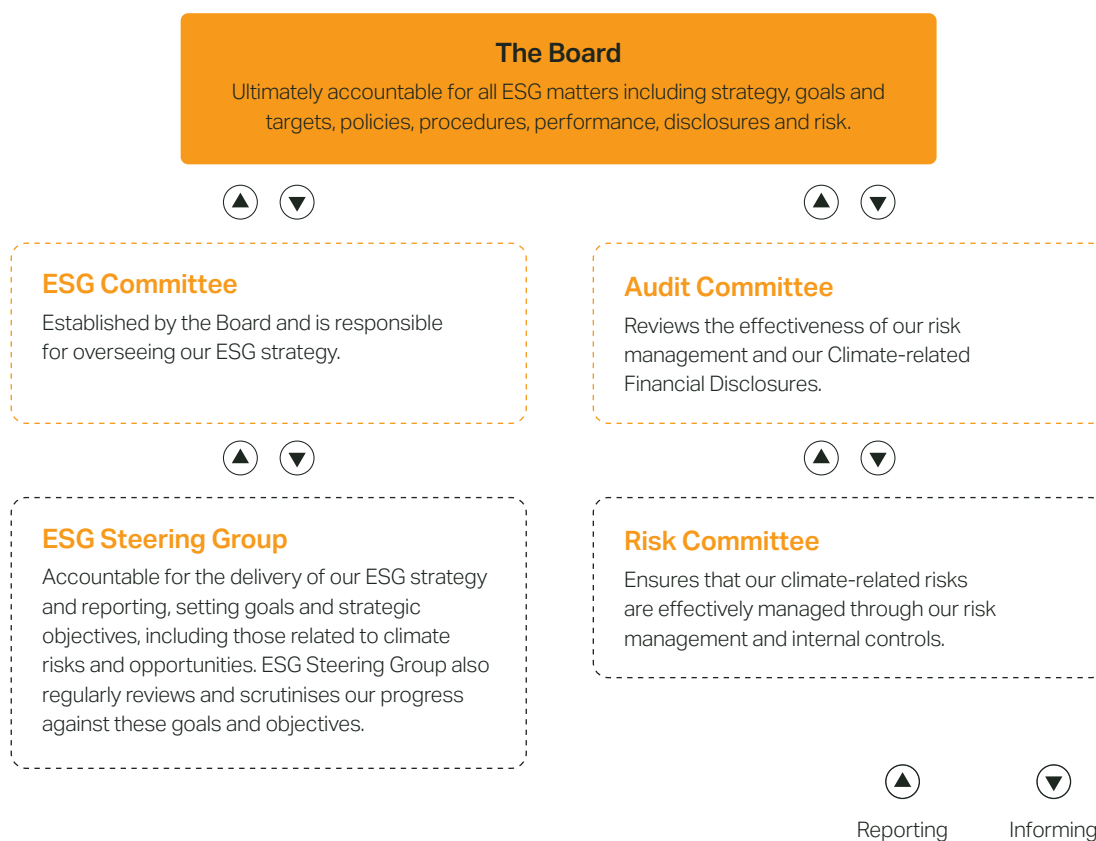 The Board
Ultimately accountable for all ESG matters including strategy, goals and
targets, policies, procedures, performance, disclosures and risk.
ESG Committee
Established by the Board and is responsible
for overseeing our ESG strategy.
Audit Committee
Reviews the effectiveness of our risk
management and our Climate-related
Financial Disclosures.
ESG Steering Group
Accountable for the delivery of our ESG strategy
and reporting, setting goals and strategic
objectives, including those related to climate
risks and opportunities. ESG Steering Group also
regularly reviews and scrutinises our progress
against these goals and objectives.
Risk Committee
Ensures that our climate-related risks
are effectively managed through our risk
management and internal controls.
Reporting
Informing